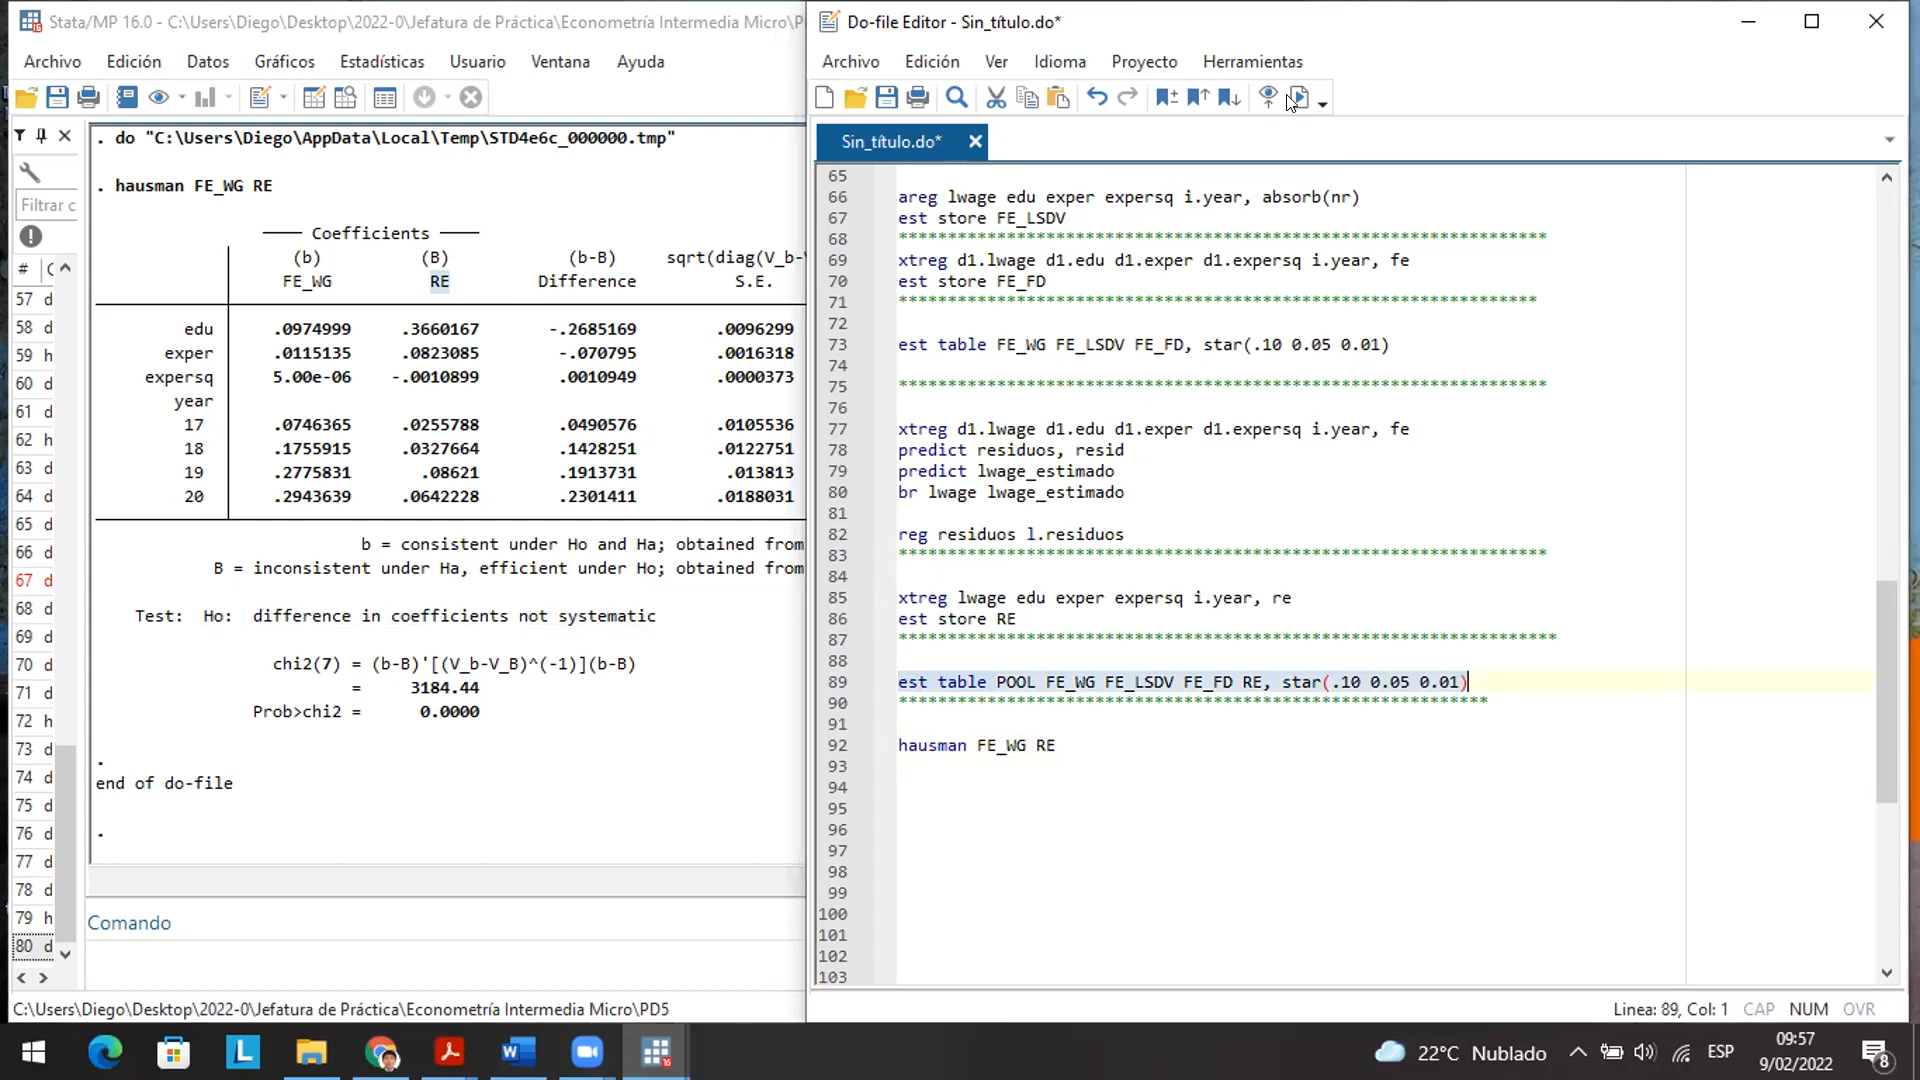 Stata/MP 16.0 - C:\Users\Diego\Desktop\2022-0\Jefatura de Práctica\Econometría Intermedia Micro\P
Archivo Edición Datos Gráficos Estadísticas Usuario Ventana Ayuda
. do "C:\Users\Diego\AppData\Local\Temp\STD4e6c_000000.tmp"
. hausman FE_WG RE
Coefficients
(b) (B) (b-B) sqrt(diag(V_b-
FE_WG RE Difference S.E.
edu .0974999 .3660167 -.2685169 .0096299
exper .0115135 .0823085 -.070795 .0016318
expersq 5.00e-06 -.0010899 .0010949 .0000373
year
17 .0746365 .0255788 .0490576 .0105536
18 .1755915 .0327664 .1428251 .0122751
19 .2775831 .08621 .1913731 .013813
20 .2943639 .0642228 .2301411 .0188031
b = consistent under Ho and Ha; obtained from
B = inconsistent under Ha, efficient under Ho; obtained from
Test: Ho: difference in coefficients not systematic
chi2(7) = (b-B)'[(V_b-V_B)^(-1)](b-B)
= 3184.44
Prob>chi2 = 0.0000
.
end of do-file
.
Filtrar c
# C
57 d
58 d
59 h
60 d
61 d
62 h
63 d
64 d
65 d
66 d
67 d
68 d
69 d
70 d
71 d
72 h
73 d
74 d
75 d
76 d
77 d
78 d
79 h
80 d
Comando
C:\Users\Diego\Desktop\2022-0\Jefatura de Práctica\Econometría Intermedia Micro\PD5
Do-file Editor - Sin_título.do*
Archivo Edición Ver Idioma Proyecto Herramientas
Sin_título.do*
65
66 areg lwage edu exper expersq i.year, absorb(nr)
67 est store FE_LSDV
68 ******************************************************************
69 xtreg d1.lwage d1.edu d1.exper d1.expersq i.year, fe
70 est store FE_FD
71 *****************************************************************
72
73 est table FE_WG FE_LSDV FE_FD, star(.10 0.05 0.01)
74
75 ******************************************************************
76
77 xtreg d1.lwage d1.edu d1.exper d1.expersq i.year, fe
78 predict residuos, resid
79 predict lwage_estimado
80 br lwage lwage_estimado
81
82 reg residuos l.residuos
83 ******************************************************************
84
85 xtreg lwage edu exper expersq i.year, re
86 est store RE
87 *******************************************************************
88
89 est table POOL FE_WG FE_LSDV FE_FD RE, star(.10 0.05 0.01)
90 ************************************************************
91
92 hausman FE_WG RE
93
94
95
96
97
98
99
100
101
102
103
Linea: 89, Col: 1 CAP NUM OVR
22°C Nublado ESP 09:57
9/02/2022
8